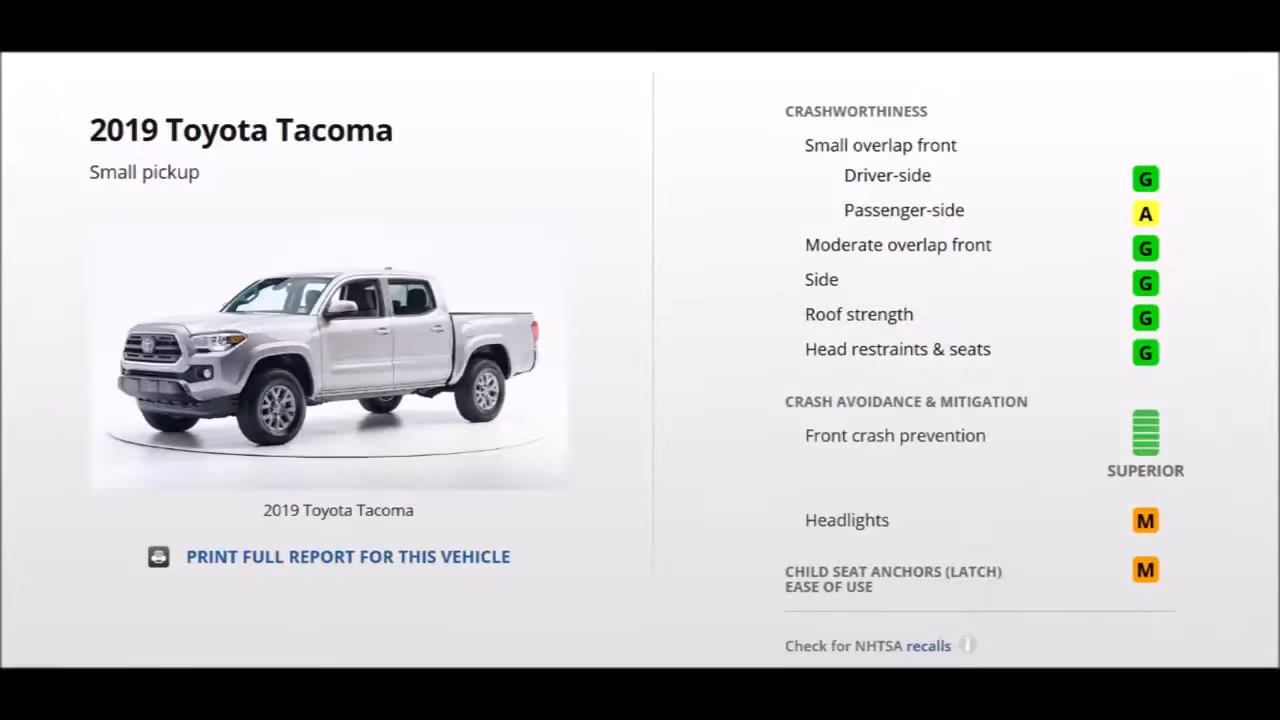 2019 Toyota Tacoma
Small pickup
2019 Toyota Tacoma
PRINT FULL REPORT FOR THIS VEHICLE
CRASHWORTHINESS
Small overlap front
Driver-side G
Passenger-side A
Moderate overlap front G
Side G
Roof strength G
Head restraints & seats G
CRASH AVOIDANCE & MITIGATION
Front crash prevention
SUPERIOR
Headlights M
CHILD SEAT ANCHORS (LATCH) M
EASE OF USE
Check for NHTSA recalls i